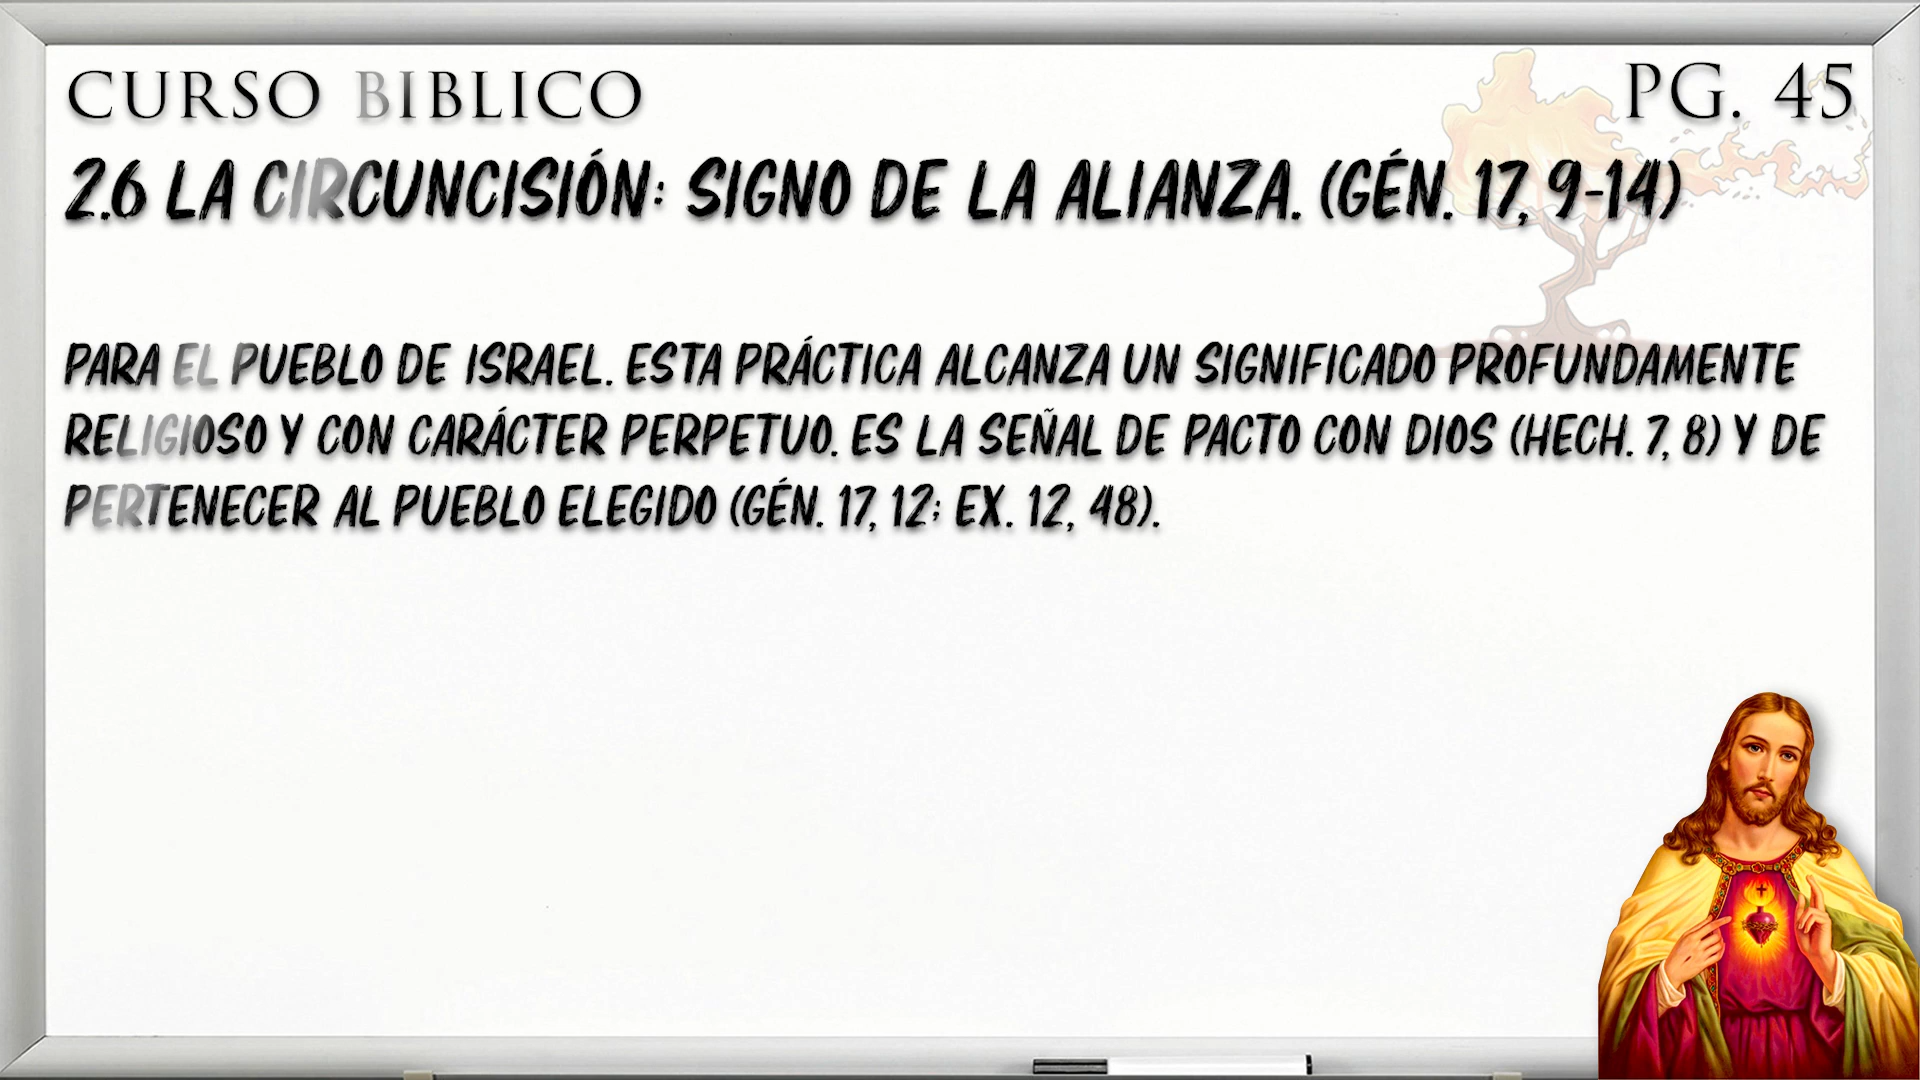 CURSO BIBLICO
PG. 45
2.6 LA CIRCUNCISIÓN: SIGNO DE LA ALIANZA. (GÉN. 17, 9-14)
PARA EL PUEBLO DE ISRAEL. ESTA PRÁCTICA ALCANZA UN SIGNIFICADO PROFUNDAMENTE
RELIGIOSO Y CON CARÁCTER PERPETUO. ES LA SEÑAL DE PACTO CON DIOS (HECH. 7, 8) Y DE
PERTENECER AL PUEBLO ELEGIDO (GÉN. 17, 12; EX. 12, 48).